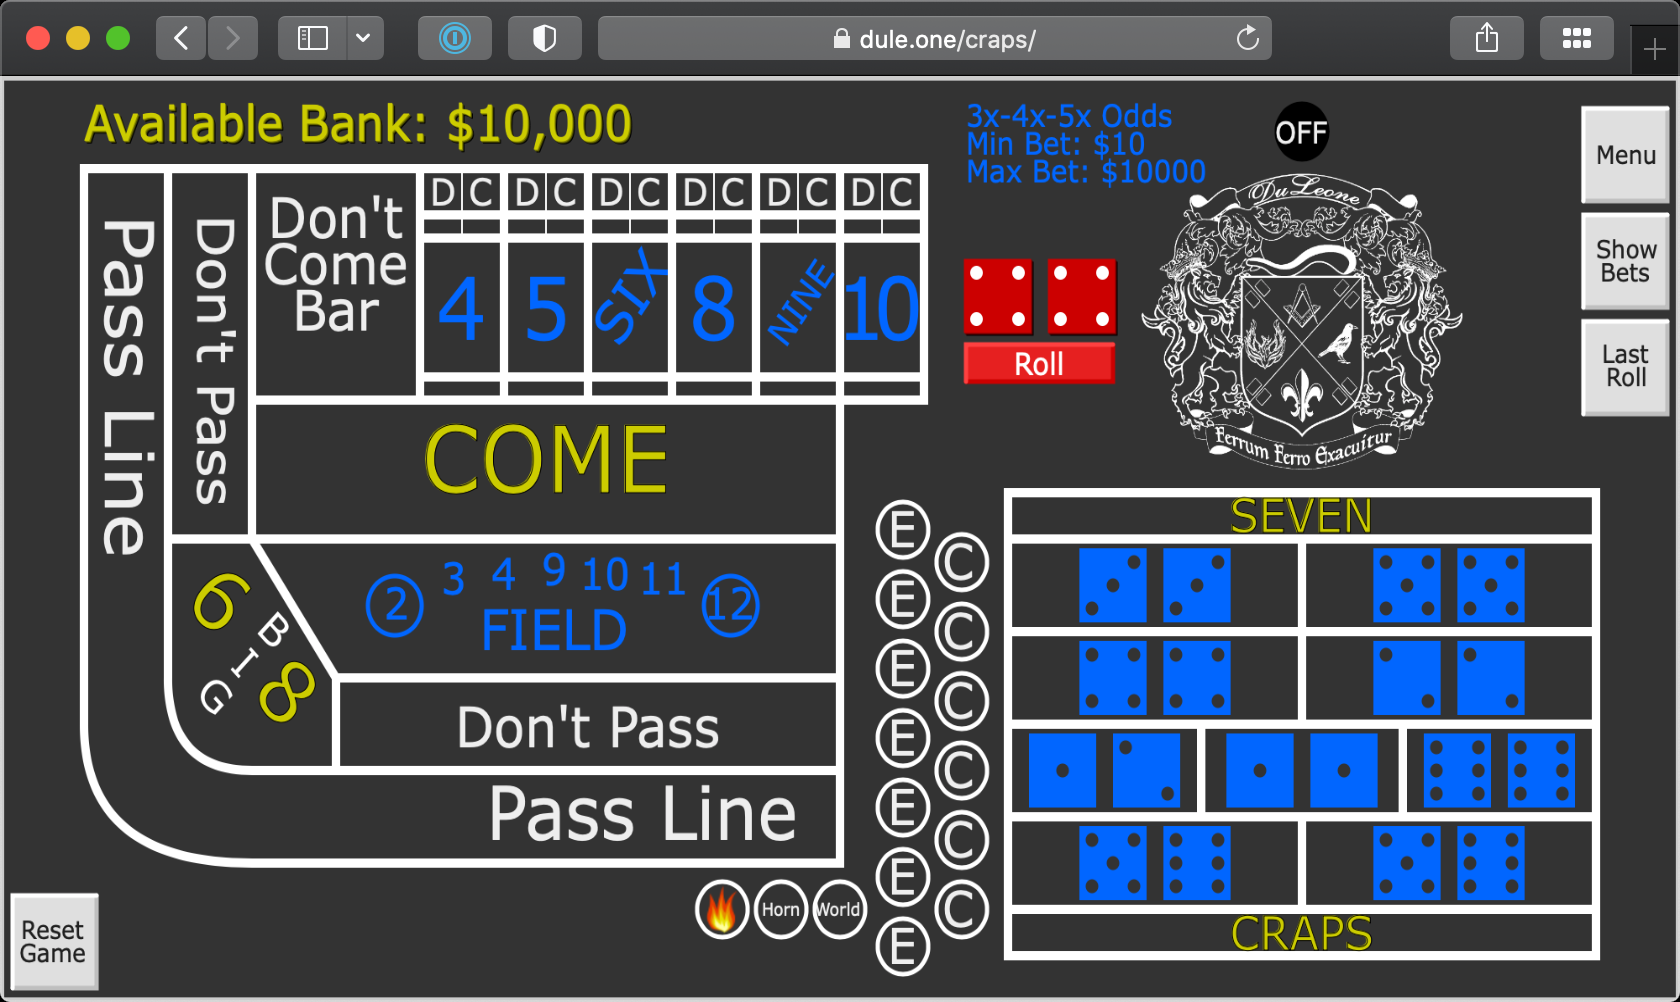 dule.one/craps/
Available Bank: $10,000
3x-4x-5x Odds
Min Bet: $10
Max Bet: $10000
OFF
Menu
Show
Bets
Last
Roll
Pass Line
Don't Pass
Don't
Come
Bar
D C D C D C D C D C D C
4 5 SIX 8 NINE 10
Roll
DuLeone
Ferrum Ferro Exacuitur
COME
3 4 9 10 11
2 12
FIELD
6
BIG
8
Don't Pass
Pass Line
E
C
E
C
E
C
E
C
E
C
E
C
E
Horn
World
SEVEN
CRAPS
Reset
Game